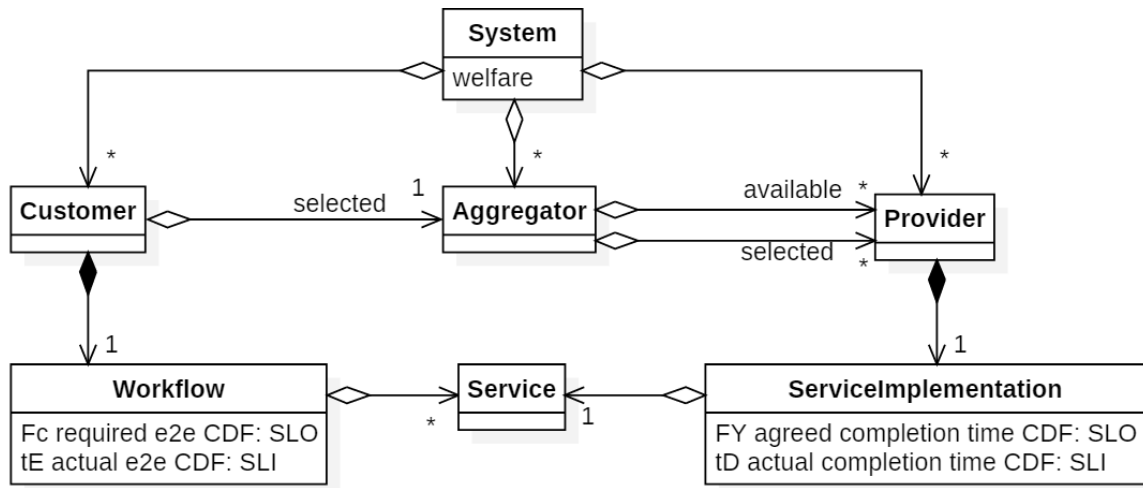 System
welfare
*
*
*
Customer
selected
1
Aggregator
available
*
selected
*
Provider
1
1
Workflow
Fc required e2e CDF: SLO
tE actual e2e CDF: SLI
*
Service
1
ServiceImplementation
FY agreed completion time CDF: SLO
tD actual completion time CDF: SLI